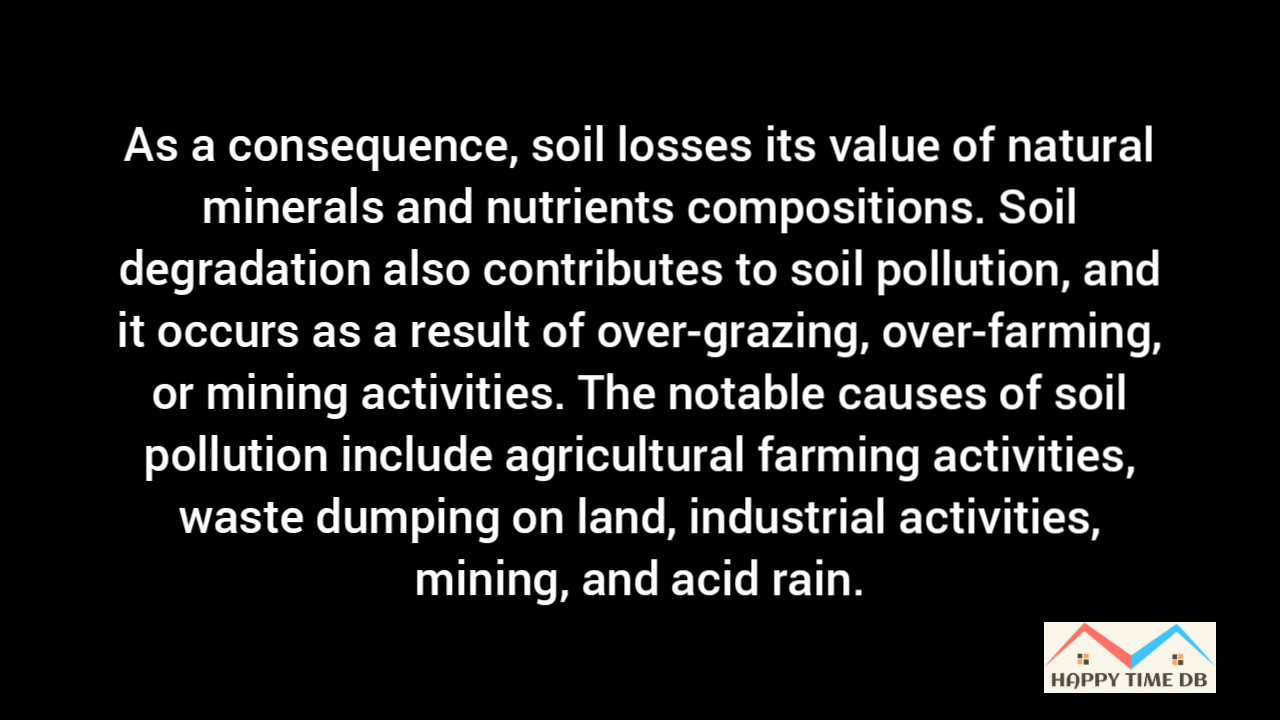 As a consequence, soil losses its value of natural
minerals and nutrients compositions. Soil
degradation also contributes to soil pollution, and
it occurs as a result of over-grazing, over-farming,
or mining activities. The notable causes of soil
pollution include agricultural farming activities,
waste dumping on land, industrial activities,
mining, and acid rain.
HAPPY TIME DB